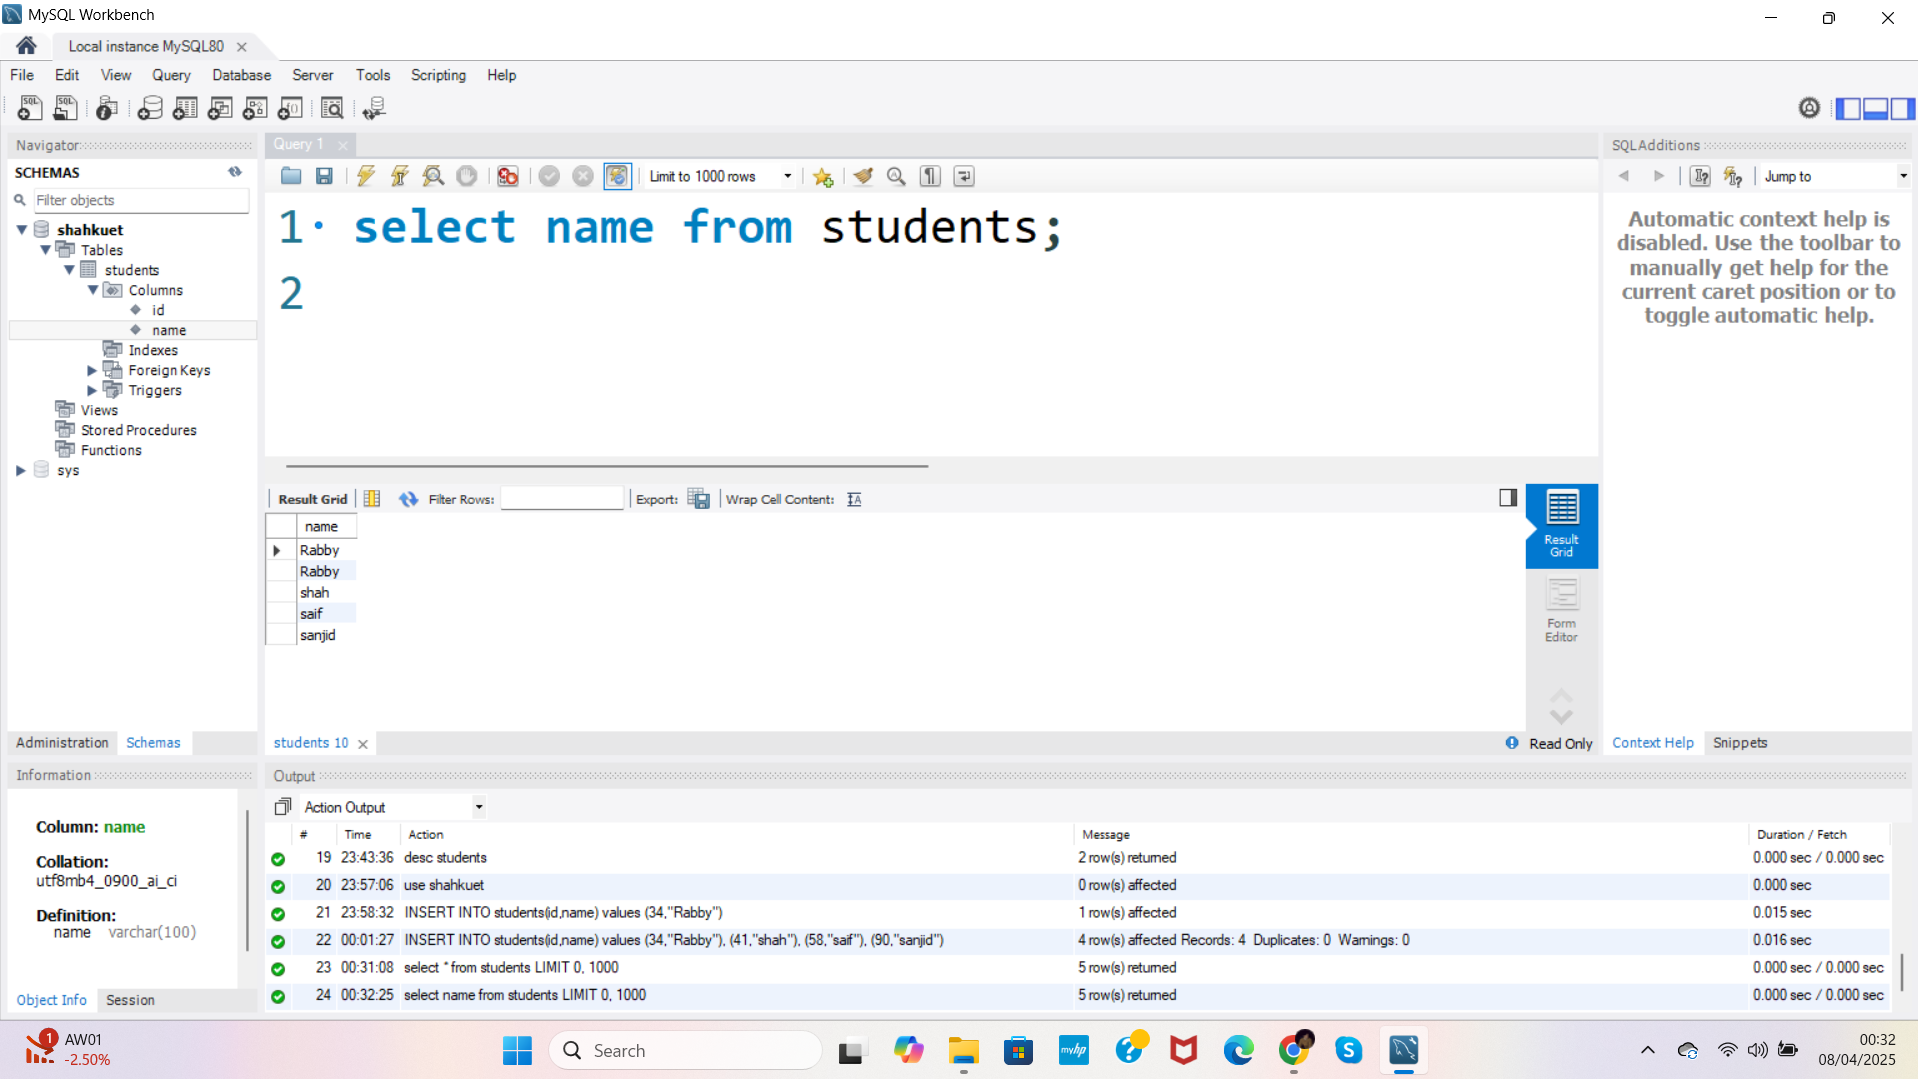 MySQL Workbench
Local instance MySQL80
File Edit View Query Database Server Tools Scripting Help
Navigator
SCHEMAS
Filter objects
shahkuet
Tables
students
Columns
id
name
Indexes
Foreign Keys
Triggers
Views
Stored Procedures
Functions
sys
Administration Schemas
Query 1
Limit to 1000 rows
1 select name from students;
2
Result Grid Filter Rows: Export: Wrap Cell Content:
name
Rabby
Rabby
shah
saif
sanjid
Result
Grid
Form
Editor
students 10
Read Only
SQLAdditions
Jump to
Automatic context help is
disabled. Use the toolbar to
manually get help for the
current caret position or to
toggle automatic help.
Context Help Snippets
Information
Column: name
Collation:
utf8mb4_0900_ai_ci
Definition:
name varchar(100)
Object Info Session
Output
Action Output
# Time Action Message Duration / Fetch
19 23:43:36 desc students 2 row(s) returned 0.000 sec / 0.000 sec
20 23:57:06 use shahkuet 0 row(s) affected 0.000 sec
21 23:58:32 INSERT INTO students(id,name) values (34,"Rabby") 1 row(s) affected 0.015 sec
22 00:01:27 INSERT INTO students(id,name) values (34,"Rabby"), (41,"shah"), (58,"saif"), (90,"sanjid") 4 row(s) affected Records: 4 Duplicates: 0 Warnings: 0 0.016 sec
23 00:31:08 select * from students LIMIT 0, 1000 5 row(s) returned 0.000 sec / 0.000 sec
24 00:32:25 select name from students LIMIT 0, 1000 5 row(s) returned 0.000 sec / 0.000 sec
1
AW01
-2.50%
Search
myhp
00:32
08/04/2025